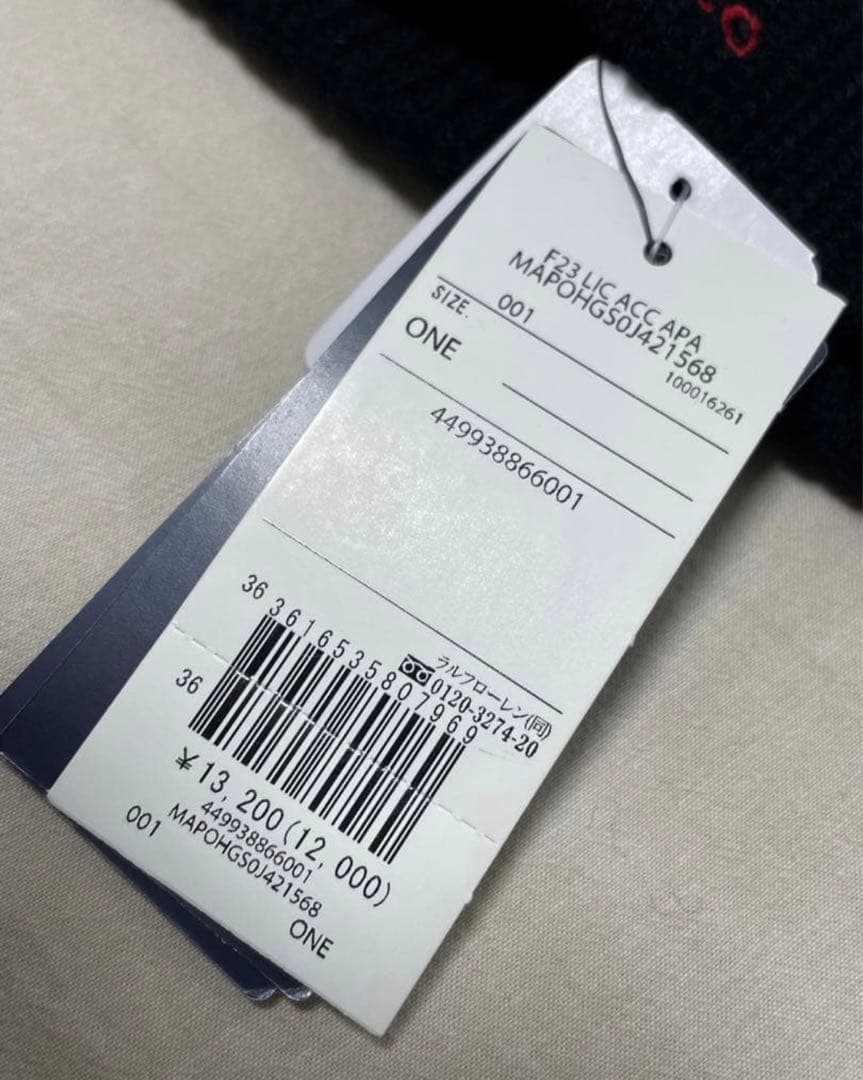 F23 LIC ACC APA
MAPOHGS0J421568
100016261
SIZE. 001
ONE
449938866001
ラルフローレン(同)
0120-3274-20
36 3616535807969
36
¥13,200(12,000)
449938866001
001 MAPOHGS0J421568
ONE